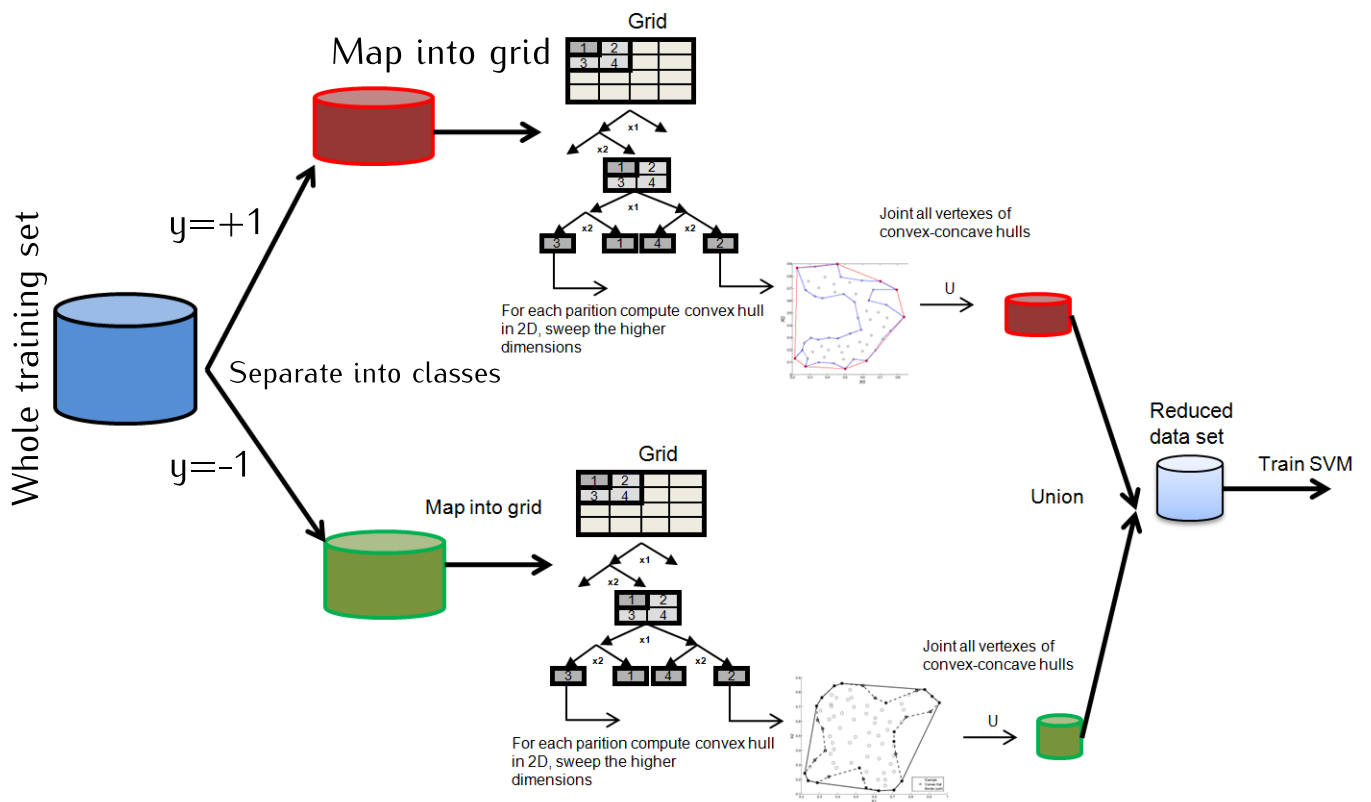 Whole training set
Separate into classes
y=+1
Map into grid
Grid
1 2
3 4
x1
x2
1 2
3 4
x1
x2 x2
3 1 4 2
For each parition compute convex hull
in 2D, sweep the higher
dimensions
Joint all vertexes of
convex-concave hulls
U
y=-1
Map into grid
Grid
1 2
3 4
x1
x2
1 2
3 4
x1
x2 x2
3 1 4 2
For each parition compute convex hull
in 2D, sweep the higher
dimensions
Joint all vertexes of
convex-concave hulls
U
Union
Reduced
data set
Train SVM